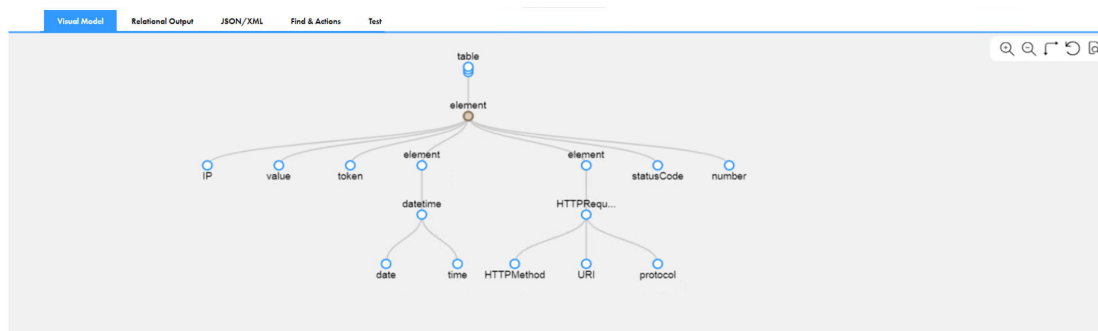 Visual Model Relational Output JSON/XML Find & Actions Test
table
element
element element
IP value token statusCode number
datetime HTTPRequ...
date time HTTPMethod URI protocol